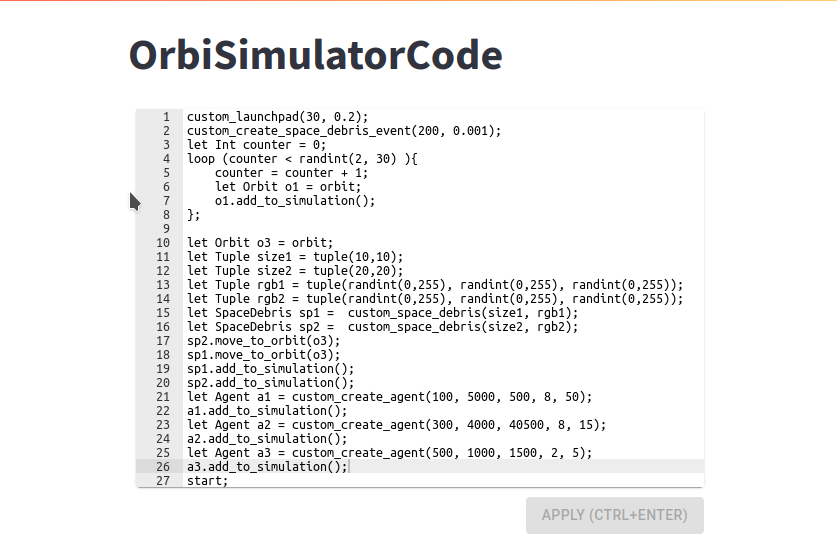 OrbiSimulatorCode
1 custom_launchpad(30, 0.2);
2 custom_create_space_debris_event(200, 0.001);
3 let Int counter = 0;
4 loop (counter < randint(2, 30) ){
5     counter = counter + 1;
6     let Orbit o1 = orbit;
7     o1.add_to_simulation();
8 };
9
10 let Orbit o3 = orbit;
11 let Tuple size1 = tuple(10,10);
12 let Tuple size2 = tuple(20,20);
13 let Tuple rgb1 = tuple(randint(0,255), randint(0,255), randint(0,255));
14 let Tuple rgb2 = tuple(randint(0,255), randint(0,255), randint(0,255));
15 let SpaceDebris sp1 =  custom_space_debris(size1, rgb1);
16 let SpaceDebris sp2 =  custom_space_debris(size2, rgb2);
17 sp2.move_to_orbit(o3);
18 sp1.move_to_orbit(o3);
19 sp1.add_to_simulation();
20 sp2.add_to_simulation();
21 let Agent a1 = custom_create_agent(100, 5000, 500, 8, 50);
22 a1.add_to_simulation();
23 let Agent a2 = custom_create_agent(300, 4000, 40500, 8, 15);
24 a2.add_to_simulation();
25 let Agent a3 = custom_create_agent(500, 1000, 1500, 2, 5);
26 a3.add_to_simulation();
27 start;
APPLY (CTRL+ENTER)